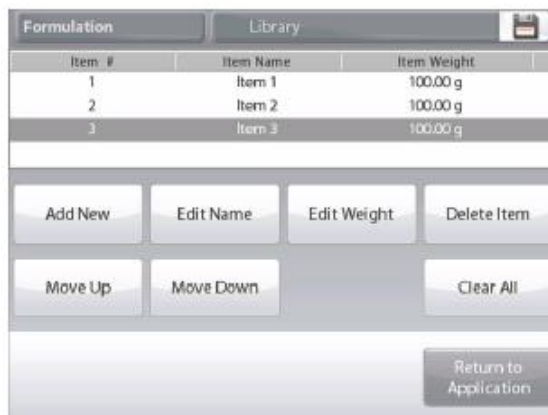 Formulation Library
Item # Item Name Item Weight
1 Item 1 100.00 g
2 Item 2 100.00 g
3 Item 3 100.00 g
Add New Edit Name Edit Weight Delete Item
Move Up Move Down Clear All
Return to
Application